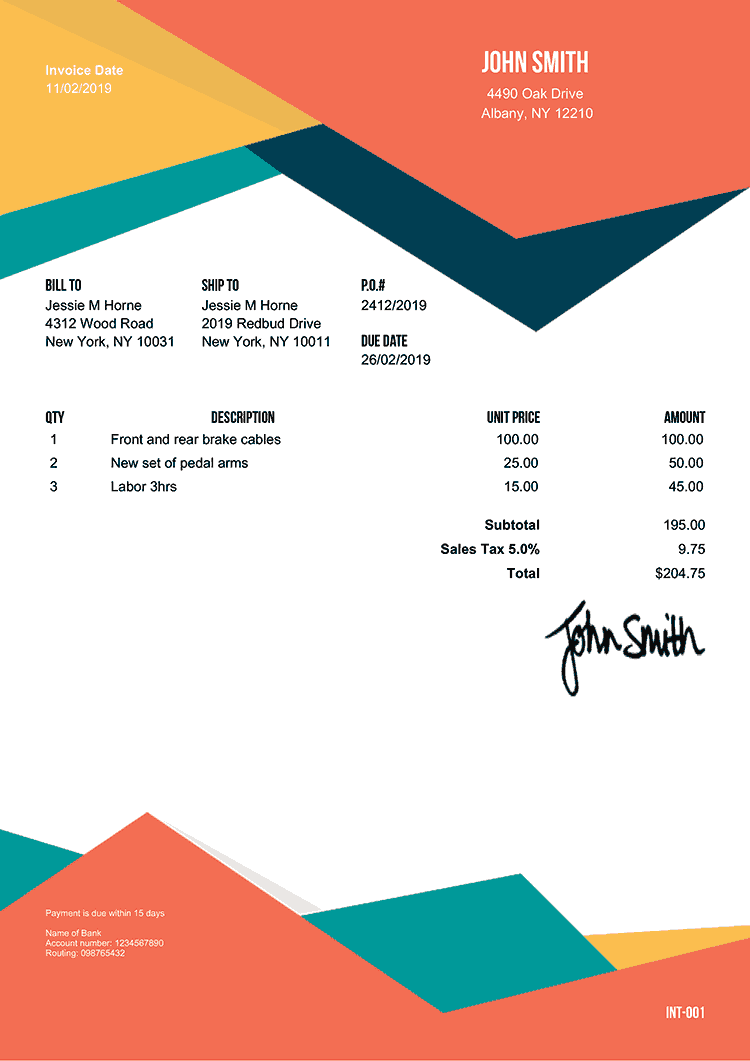 Invoice Date
11/02/2019
JOHN SMITH
4490 Oak Drive
Albany, NY 12210
BILL TO
Jessie M Horne
4312 Wood Road
New York, NY 10031
SHIP TO
Jessie M Horne
2019 Redbud Drive
New York, NY 10011
P.O.#
2412/2019
DUE DATE
26/02/2019
QTY DESCRIPTION UNIT PRICE AMOUNT
1 Front and rear brake cables 100.00 100.00
2 New set of pedal arms 25.00 50.00
3 Labor 3hrs 15.00 45.00
Subtotal 195.00
Sales Tax 5.0% 9.75
Total $204.75
John Smith
Payment is due within 15 days
Name of Bank
Account number: 1234567890
Routing: 098765432
INT-001